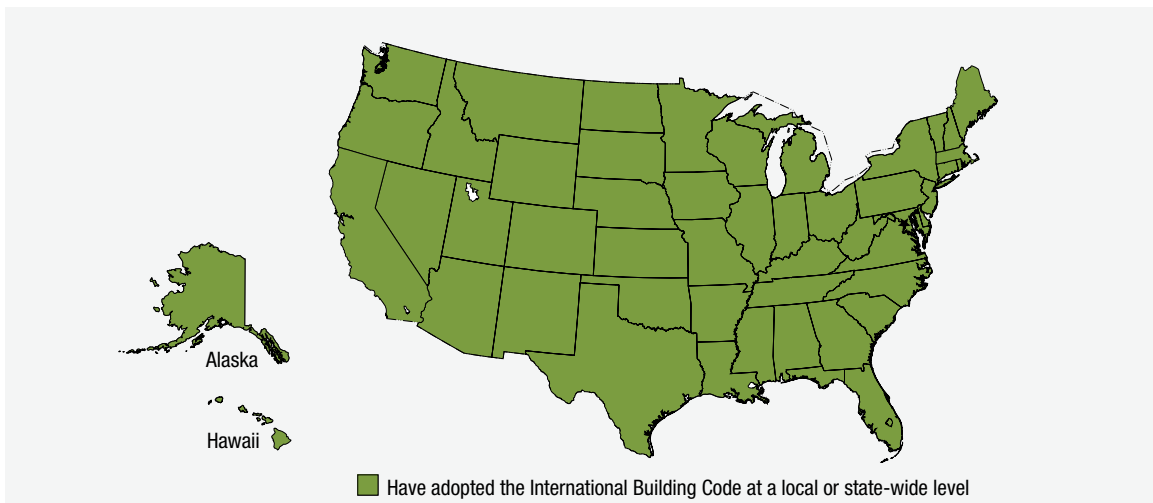 Alaska
Hawaii
Have adopted the International Building Code at a local or state-wide level